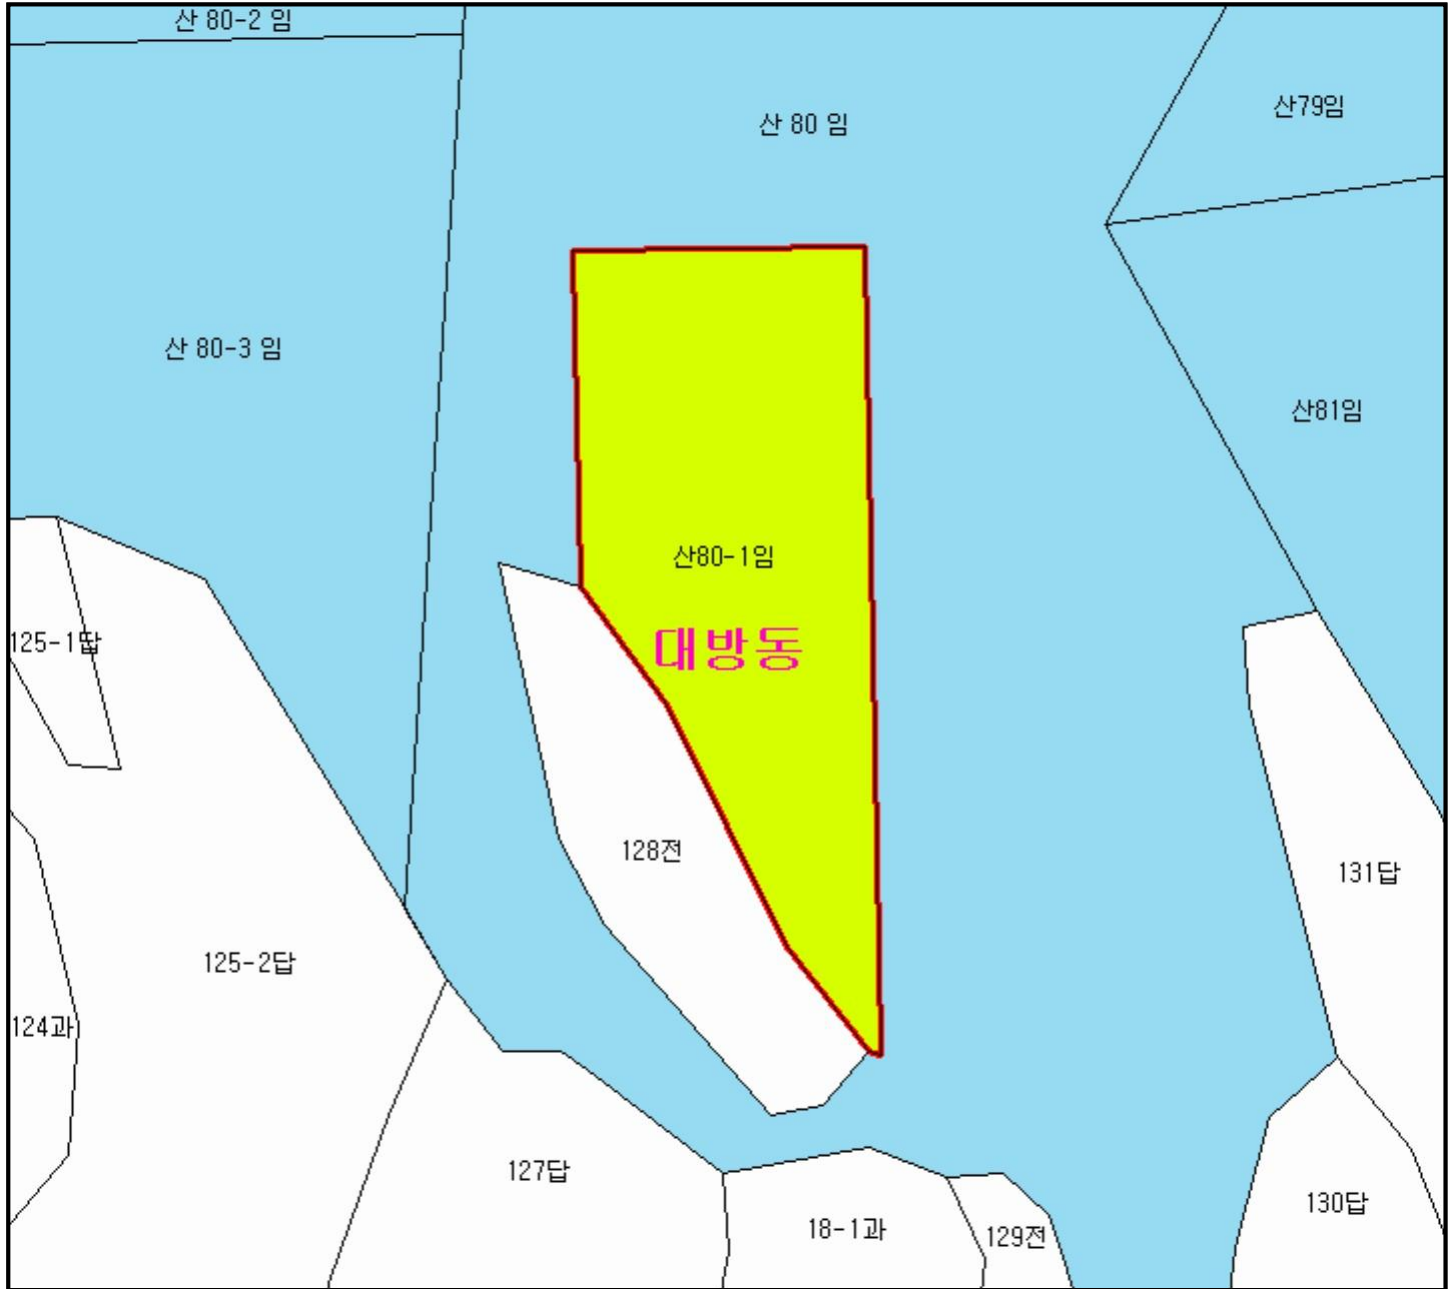 산 80-2 임
산79임
산 80 임
산 80-3 임
산81임
산80-1임
125-1답
대방동
128전
131답
125-2답
124과
127답
130답
18-1과
129전